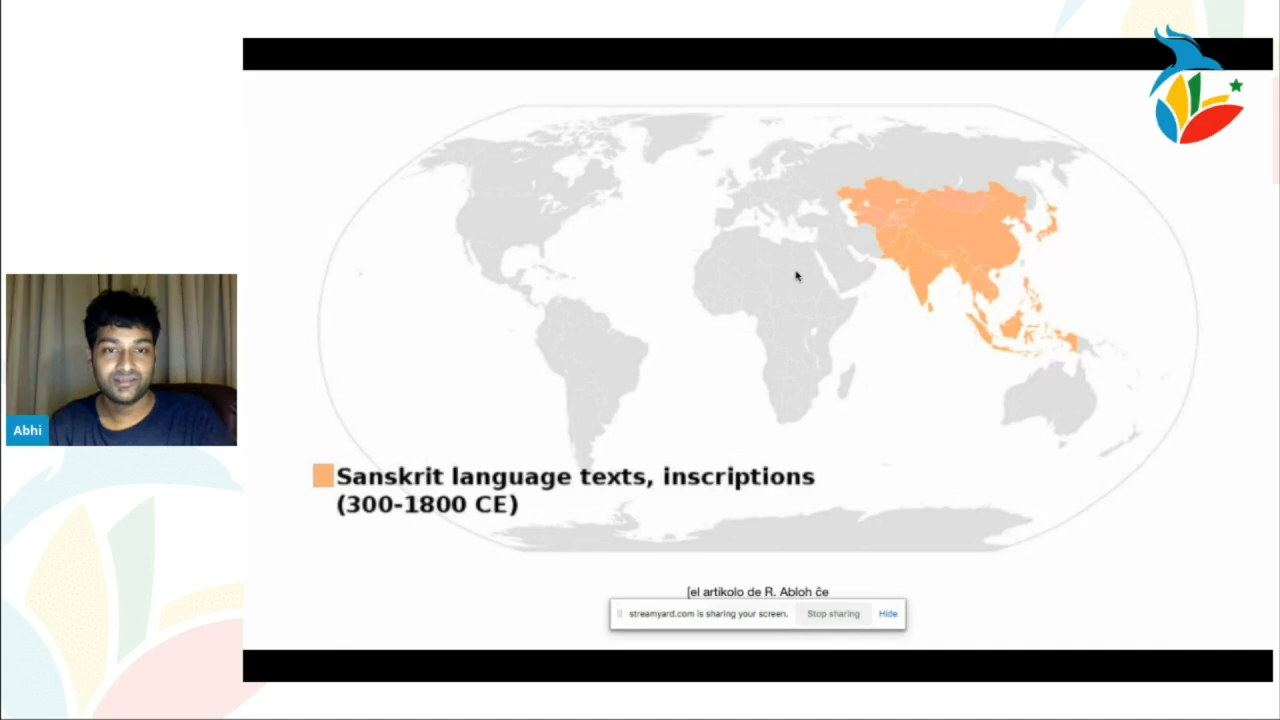 Abhi
Sanskrit language texts, inscriptions
(300-1800 CE)
[el artikolo de R. Abloh ĉe
streamyard.com is sharing your screen.
Stop sharing
Hide